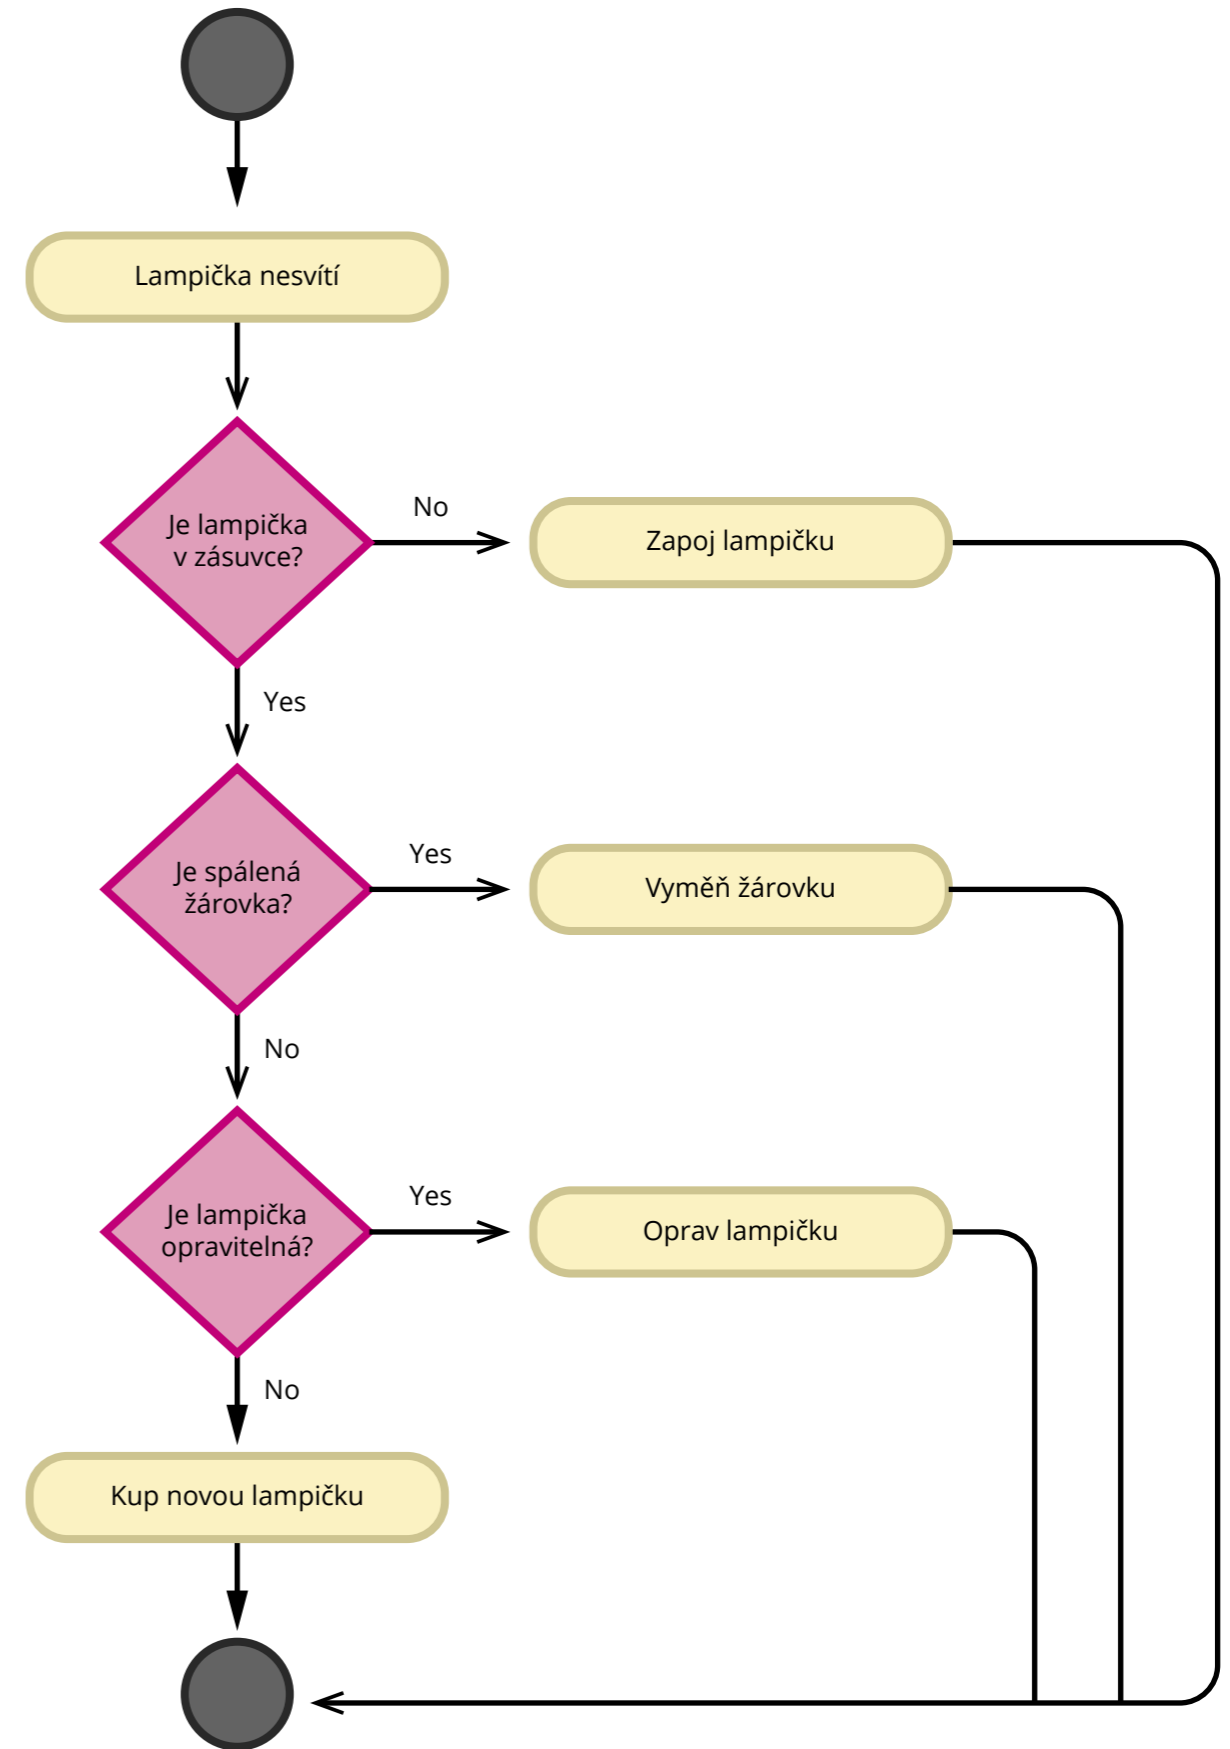 Lampička nesvítí
Je lampička
v zásuvce?
No
Zapoj lampičku
Yes
Je spálená
žárovka?
Yes
Vyměň žárovku
No
Je lampička
opravitelná?
Yes
Oprav lampičku
No
Kup novou lampičku